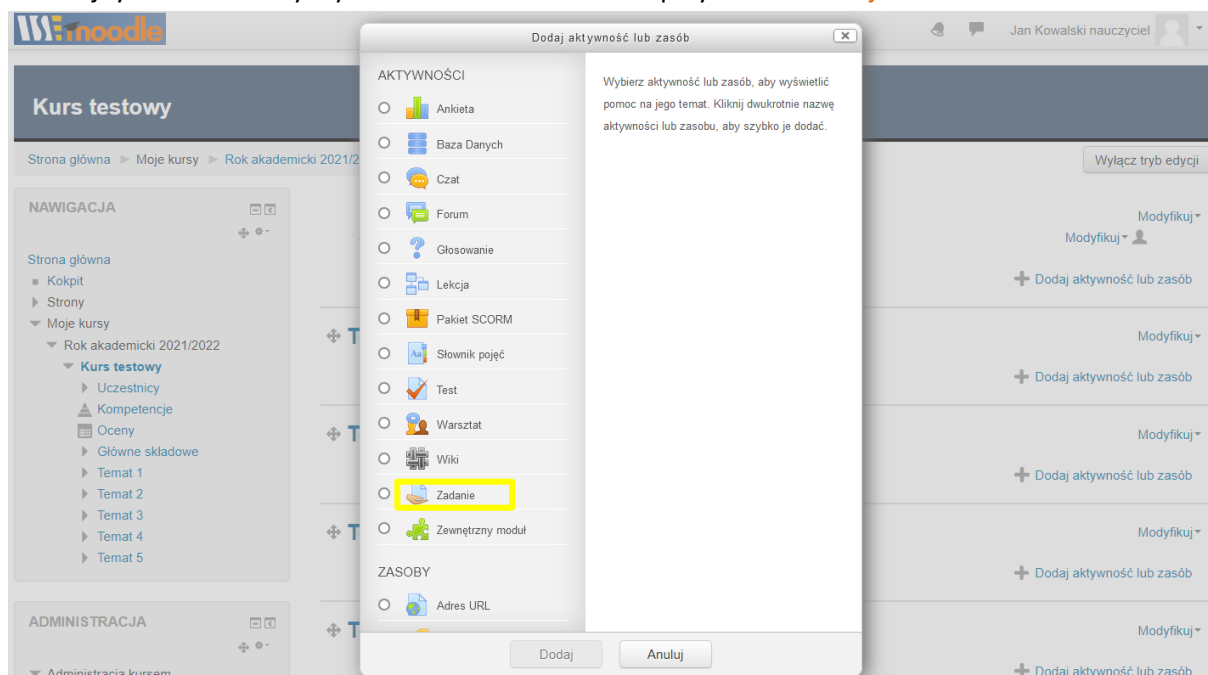 moodle
Jan Kowalski nauczyciel
Kurs testowy
Strona główna
Moje kursy
Rok akademicki 2021/2
Wyłącz tryb edycji
NAWIGACJA
Strona główna
Kokpit
Strony
Moje kursy
Rok akademicki 2021/2022
Kurs testowy
Uczestnicy
Kompetencje
Oceny
Główne składowe
Temat 1
Temat 2
Temat 3
Temat 4
Temat 5
ADMINISTRACJA
Administracja kursem
Dodaj aktywność lub zasób
AKTYWNOŚCI
Ankieta
Baza Danych
Czat
Forum
Głosowanie
Lekcja
Pakiet SCORM
Słownik pojęć
Test
Warsztat
Wiki
Zadanie
Zewnętrzny moduł
ZASOBY
Adres URL
Wybierz aktywność lub zasób, aby wyświetlić
pomoc na jego temat. Kliknij dwukrotnie nazwę
aktywności lub zasobu, aby szybko je dodać.
Dodaj
Anuluj
Modyfikuj
Modyfikuj
Dodaj aktywność lub zasób
T
Modyfikuj
Dodaj aktywność lub zasób
T
Modyfikuj
Dodaj aktywność lub zasób
T
Modyfikuj
Dodaj aktywność lub zasób
T
Modyfikuj
Dodaj aktywność lub zasób